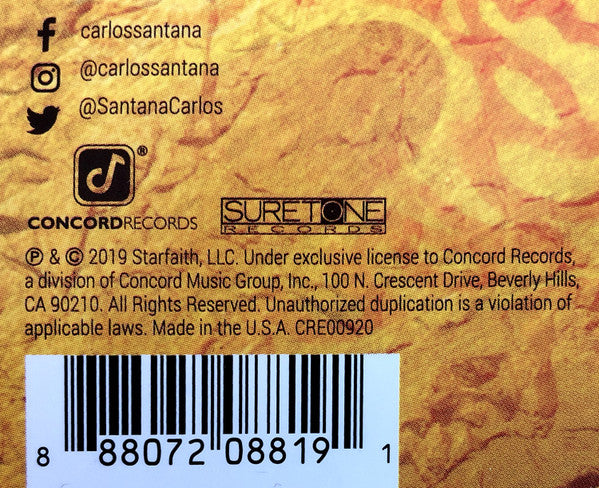 carlossantana
@carlossantana
@SantanaCarlos
®
CONCORDRECORDS
SURETONE
RECORDS
℗ & © 2019 Starfaith, LLC. Under exclusive license to Concord Records,
a division of Concord Music Group, Inc., 100 N. Crescent Drive, Beverly Hills,
CA 90210. All Rights Reserved. Unauthorized duplication is a violation of
applicable laws. Made in the U.S.A. CRE00920
8 88072 08819 1